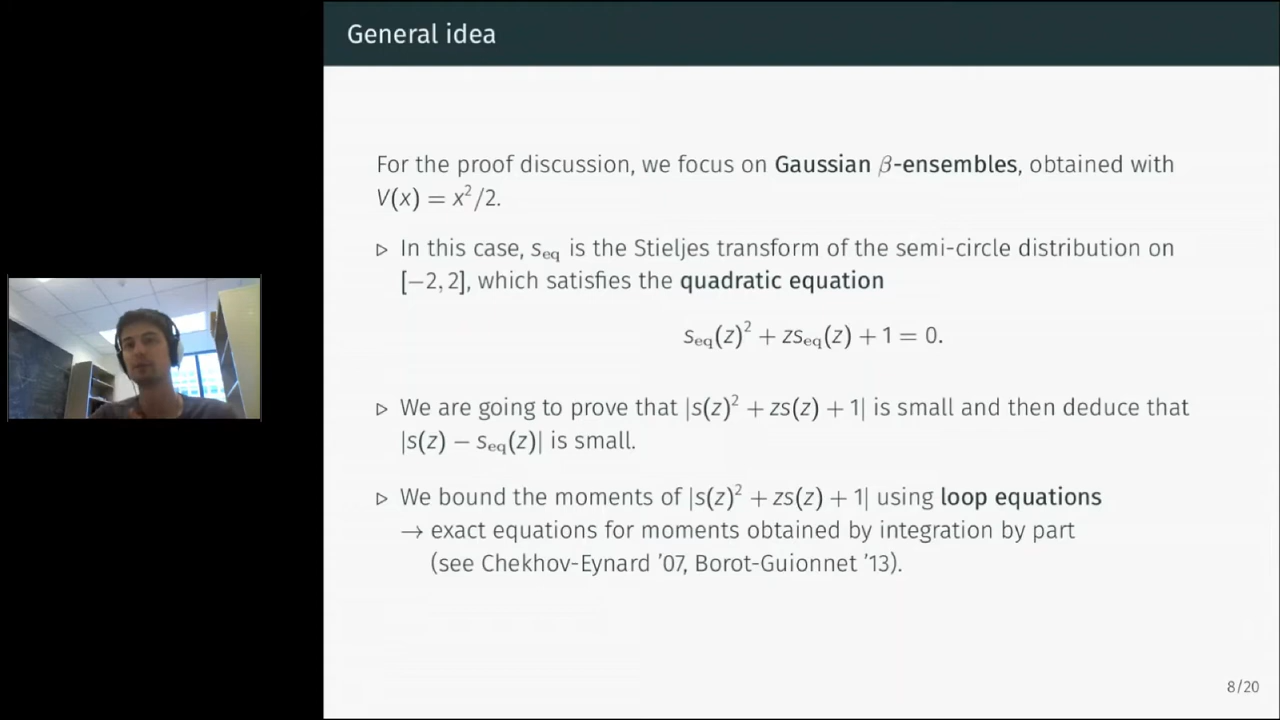 General idea
For the proof discussion, we focus on Gaussian β-ensembles, obtained with
V(x) = x²/2.
▷ In this case, s_eq is the Stieljes transform of the semi-circle distribution on
[−2, 2], which satisfies the quadratic equation
s_eq(z)² + zs_eq(z) + 1 = 0.
▷ We are going to prove that |s(z)² + zs(z) + 1| is small and then deduce that
|s(z) − s_eq(z)| is small.
▷ We bound the moments of |s(z)² + zs(z) + 1| using loop equations
→ exact equations for moments obtained by integration by part
(see Chekhov-Eynard ’07, Borot-Guionnet ’13).
8/20